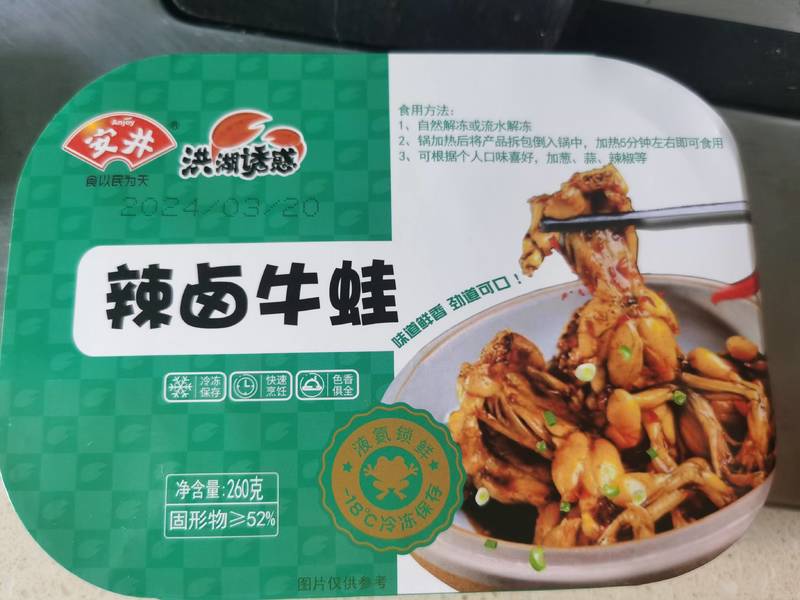 Anjoy
安井®
食以民为天
洪湖诱惑
2024/03/20
食用方法:
1、自然解冻或流水解冻
2、锅加热后将产品拆包倒入锅中，加热5分钟左右即可食用
3、可根据个人口味喜好，加葱、蒜、辣椒等
辣卤牛蛙
味道鲜香 劲道可口！
冷冻保存
快速烹饪
色香俱全
液氮锁鲜
-18℃冷冻保存
净含量:260克
固形物≥52%
图片仅供参考